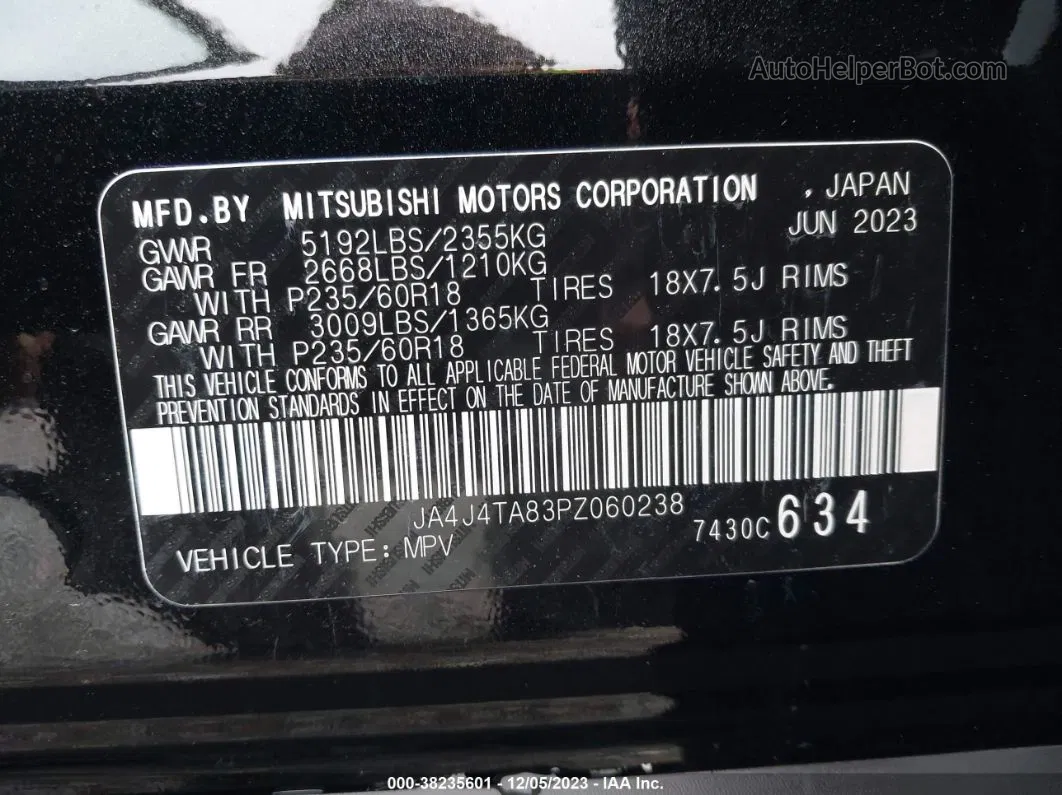 AutoHelperBot.com
MFD.BY MITSUBISHI MOTORS CORPORATION , JAPAN
JUN 2023
GVWR 5192LBS/2355KG
GAWR FR 2668LBS/1210KG
WITH P235/60R18 TIRES 18X7.5J RIMS
GAWR RR 3009LBS/1365KG
WITH P235/60R18 TIRES 18X7.5J RIMS
THIS VEHICLE CONFORMS TO ALL APPLICABLE FEDERAL MOTOR VEHICLE SAFETY AND THEFT
PREVENTION STANDARDS IN EFFECT ON THE DATE OF MANUFACTURE SHOWN ABOVE.
JA4J4TA83PZ060238
7430C 634
VEHICLE TYPE: MPV
000-38235601 - 12/05/2023 - IAA Inc.